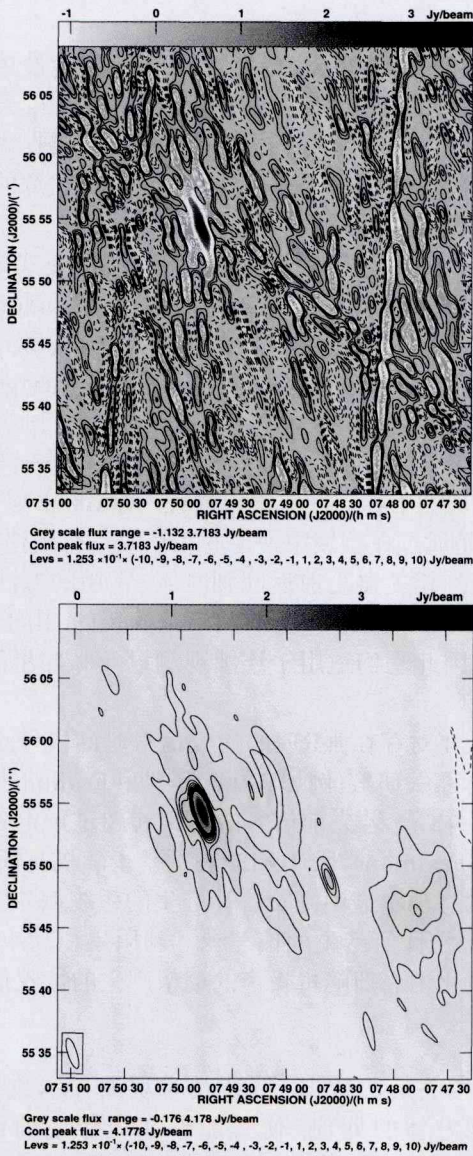 -1 0 1 2 3 Jy/beam
DECLINATION (J2000)/(° ')
56 05
56 00
55 55
55 50
55 45
55 40
55 35
07 51 00 07 50 30 07 50 00 07 49 30 07 49 00 07 48 30 07 48 00 07 47 30
RIGHT ASCENSION (J2000)/(h m s)
Grey scale flux range = -1.132 3.7183 Jy/beam
Cont peak flux = 3.7183 Jy/beam
Levs = 1.253 ×10⁻¹× (-10, -9, -8, -7, -6, -5, -4 , -3, -2, -1, 1, 2, 3, 4, 5, 6, 7, 8, 9, 10) Jy/beam
0 1 2 3 Jy/beam
DECLINATION (J2000)/(° ')
56 05
56 00
55 55
55 50
55 45
55 40
55 35
07 51 00 07 50 30 07 50 00 07 49 30 07 49 00 07 48 30 07 48 00 07 47 30
RIGHT ASCENSION (J2000)/(h m s)
Grey scale flux range = -0.176 4.178 Jy/beam
Cont peak flux = 4.1778 Jy/beam
Levs = 1.253 ×10⁻¹× (-10, -9, -8, -7, -6, -5, -4 , -3, -2, -1, 1, 2, 3, 4, 5, 6, 7, 8, 9, 10) Jy/beam